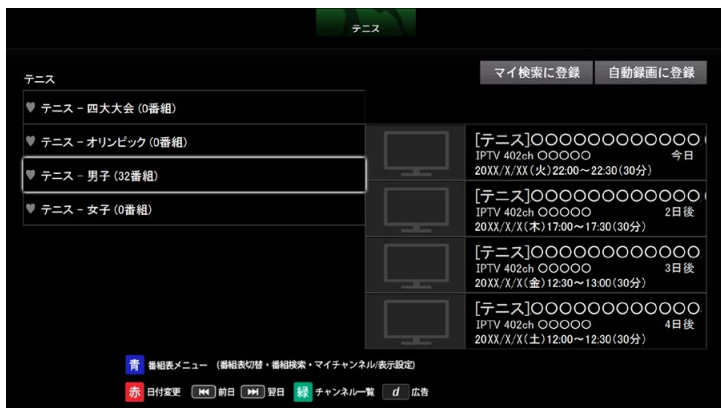 テニス
テニス
マイ検索に登録 自動録画に登録
♥ テニス - 四大大会 (0番組)
♥ テニス - オリンピック (0番組)
♥ テニス - 男子 (32番組)
♥ テニス - 女子 (0番組)
[テニス]〇〇〇〇〇〇〇〇〇〇〇〇〇
IPTV 402ch 〇〇〇〇〇 今日
20XX/X/XX(火)22:00～22:30(30分)
[テニス]〇〇〇〇〇〇〇〇〇〇〇〇〇
IPTV 402ch 〇〇〇〇〇 2日後
20XX/X/X(木)17:00～17:30(30分)
[テニス]〇〇〇〇〇〇〇〇〇〇〇〇〇
IPTV 402ch 〇〇〇〇〇 3日後
20XX/X/X(金)12:30～13:00(30分)
[テニス]〇〇〇〇〇〇〇〇〇〇〇〇〇
IPTV 402ch 〇〇〇〇〇 4日後
20XX/X/X(土)12:00～12:30(30分)
青 番組表メニュー (番組表切替・番組検索・マイチャンネル/表示設定)
赤 日付変更 ⏮ 前日 ⏭ 翌日 緑 チャンネル一覧 d 広告